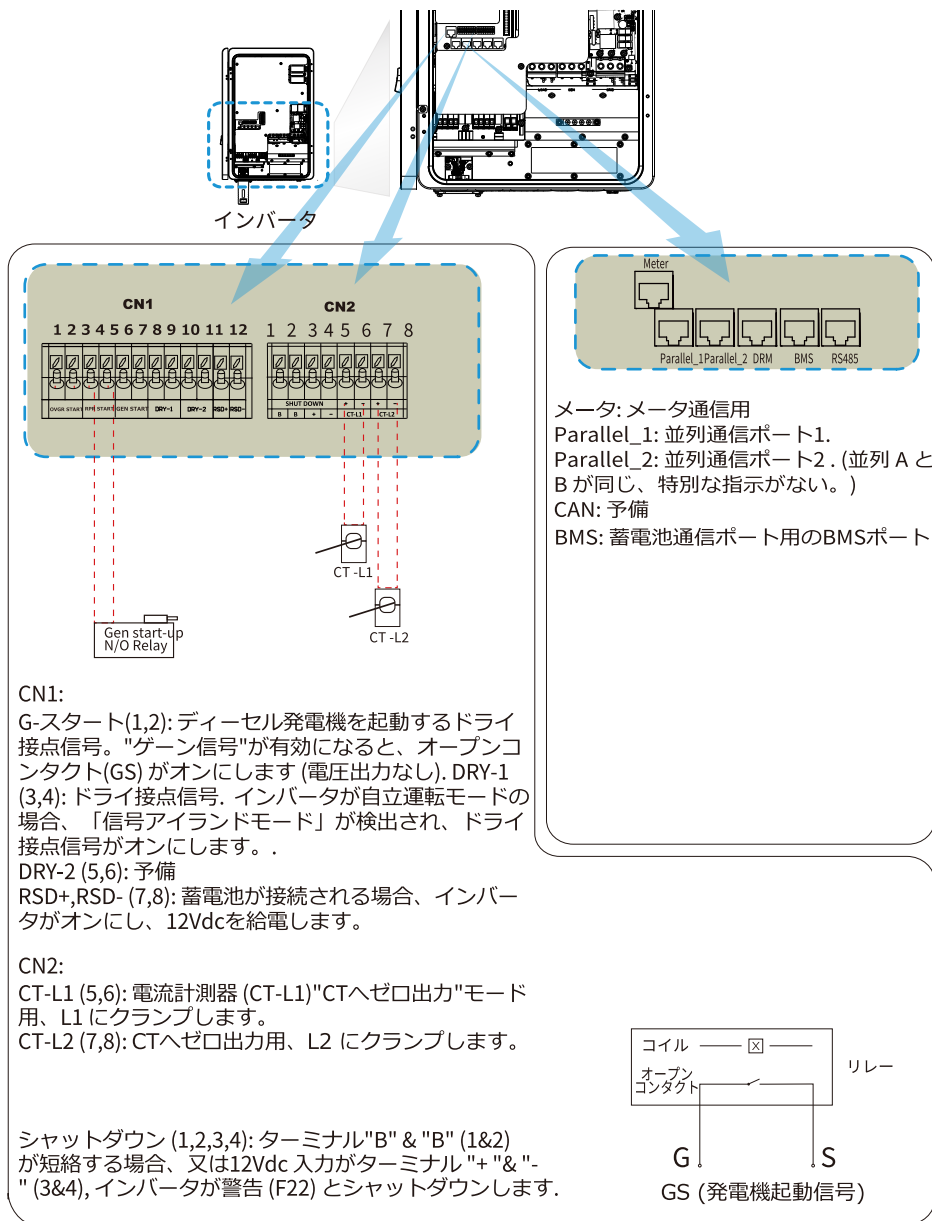 インバータ
CN1
1 2 3 4 5 6 7 8 9 10 11 12
OVGR START RPR START GEN START DRY-1 DRY-2 RSD+ RSD-
CN2
1 2 3 4 5 6 7 8
SHUT DOWN + - + -
B B + - CT-L1 CT-L2
CT -L1
CT -L2
Gen start-up
N/O Relay
Meter
Parallel_1 Parallel_2 DRM BMS RS485
メータ: メータ通信用
Parallel_1: 並列通信ポート1.
Parallel_2: 並列通信ポート2 . (並列 A と
B が同じ、特別な指示がない。)
CAN: 予備
BMS: 蓄電池通信ポート用のBMSポート
CN1:
G-スタート(1,2): ディーゼル発電機を起動するドライ
接点信号。"ゲーン信号"が有効になると、オープンコ
ンタクト(GS) がオンにします (電圧出力なし). DRY-1
(3,4): ドライ接点信号. インバータが自立運転モードの
場合、「信号アイランドモード」が検出され、ドライ
接点信号がオンにします。.
DRY-2 (5,6): 予備
RSD+,RSD- (7,8): 蓄電池が接続される場合、インバー
タがオンにし、12Vdcを給電します。
CN2:
CT-L1 (5,6): 電流計測器 (CT-L1)"CTへゼロ出力"モード
用、L1 にクランプします。
CT-L2 (7,8): CTへゼロ出力用、L2 にクランプします。
シャットダウン (1,2,3,4): ターミナル"B" & "B" (1&2)
が短絡する場合、又は12Vdc 入力がターミナル "+ "& "-
" (3&4), インバータが警告 (F22) とシャットダウンします.
コイル
X
オープン
コンタクト
リレー
G S
GS (発電機起動信号)